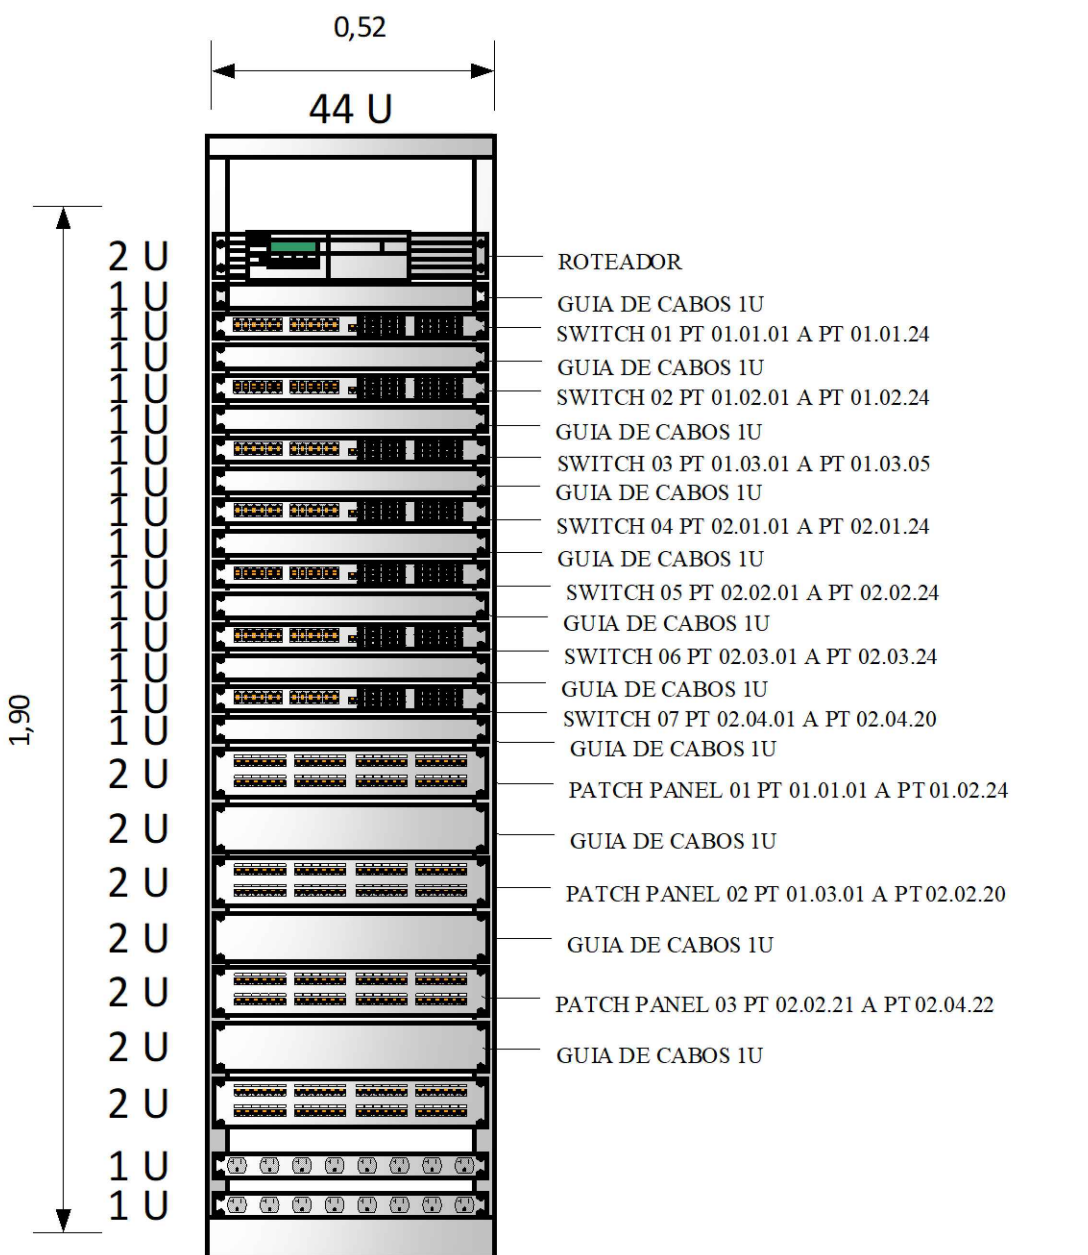 0,52
44 U
2 U
ROTEADOR
1 U
GUIA DE CABOS 1U
1 U
SWITCH 01 PT 01.01.01 A PT 01.01.24
1 U
GUIA DE CABOS 1U
1 U
SWITCH 02 PT 01.02.01 A PT 01.02.24
1 U
GUIA DE CABOS 1U
1 U
SWITCH 03 PT 01.03.01 A PT 01.03.05
1 U
GUIA DE CABOS 1U
1 U
SWITCH 04 PT 02.01.01 A PT 02.01.24
1 U
GUIA DE CABOS 1U
1 U
SWITCH 05 PT 02.02.01 A PT 02.02.24
1 U
GUIA DE CABOS 1U
1 U
SWITCH 06 PT 02.03.01 A PT 02.03.24
1 U
GUIA DE CABOS 1U
1 U
SWITCH 07 PT 02.04.01 A PT 02.04.20
1 U
GUIA DE CABOS 1U
1,90
2 U
PATCH PANEL 01 PT 01.01.01 A PT 01.02.24
2 U
GUIA DE CABOS 1U
2 U
PATCH PANEL 02 PT 01.03.01 A PT 02.02.20
2 U
GUIA DE CABOS 1U
2 U
PATCH PANEL 03 PT 02.02.21 A PT 02.04.22
2 U
GUIA DE CABOS 1U
2 U
1 U
1 U